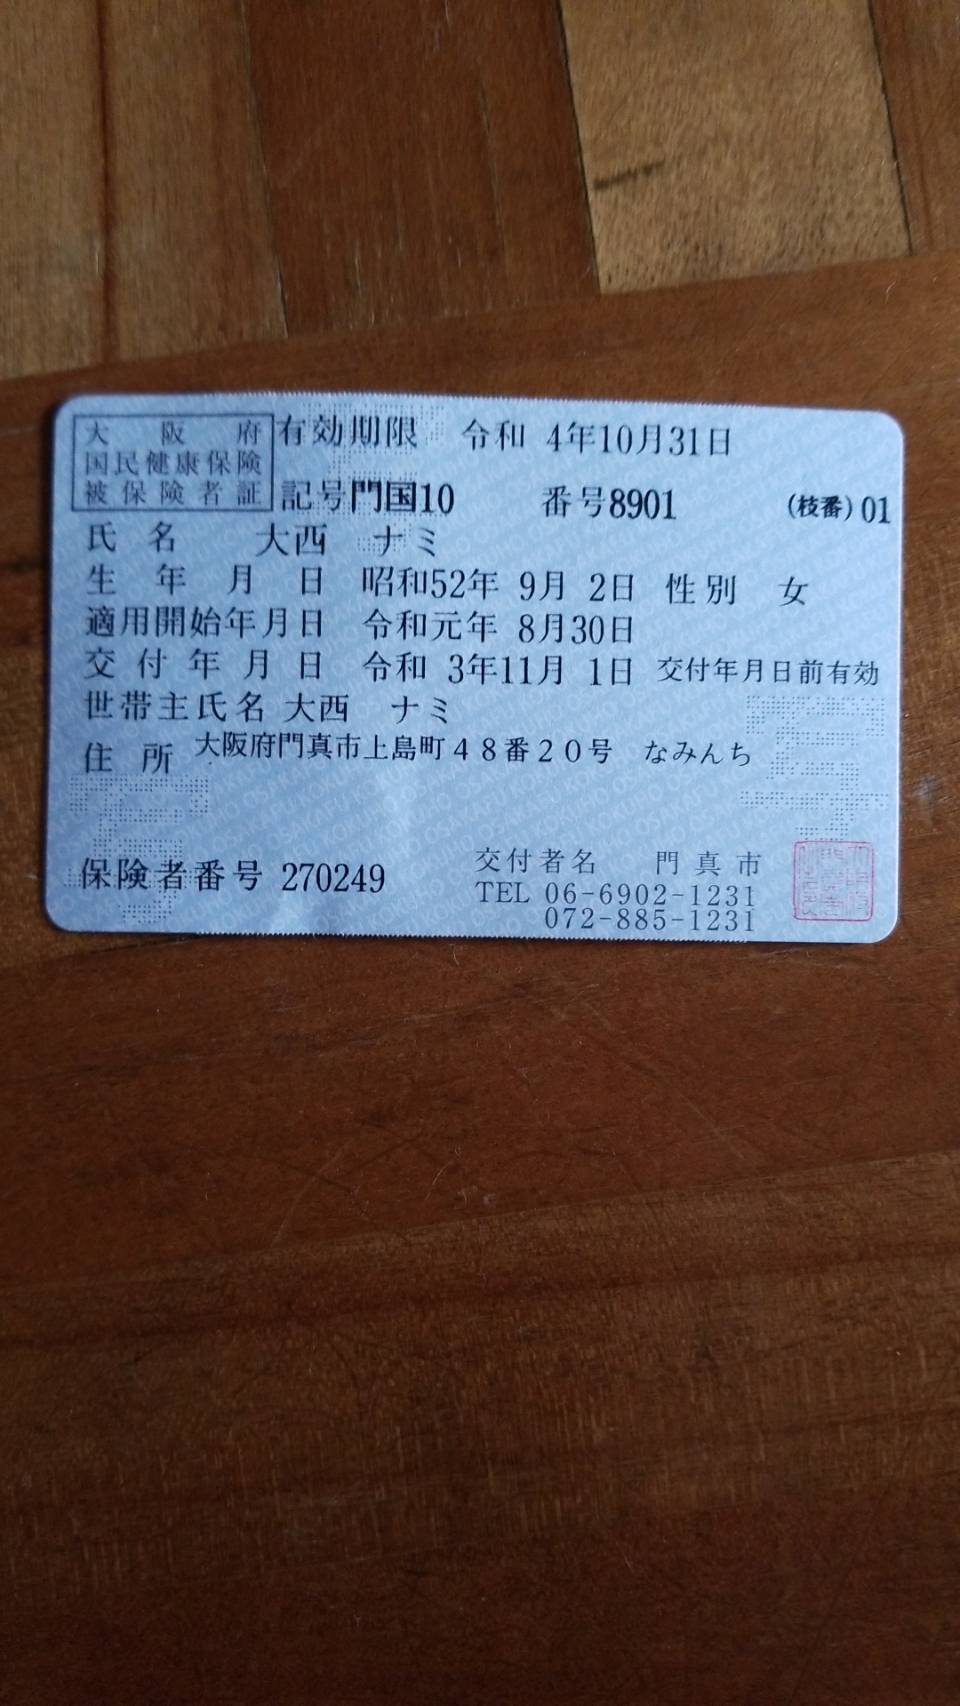 大阪府
国民健康保険
被保険者証
有効期限 令和 4年10月31日
記号門国10 番号8901 (枝番)01
氏名 大西 ナミ
生年月日 昭和52年 9月 2日 性別 女
適用開始年月日 令和元年 8月30日
交付年月日 令和 3年11月 1日 交付年月日前有効
世帯主氏名 大西 ナミ
住所 大阪府門真市上島町48番20号 なみんち
保険者番号 270249
交付者名 門真市
TEL 06-6902-1231
072-885-1231